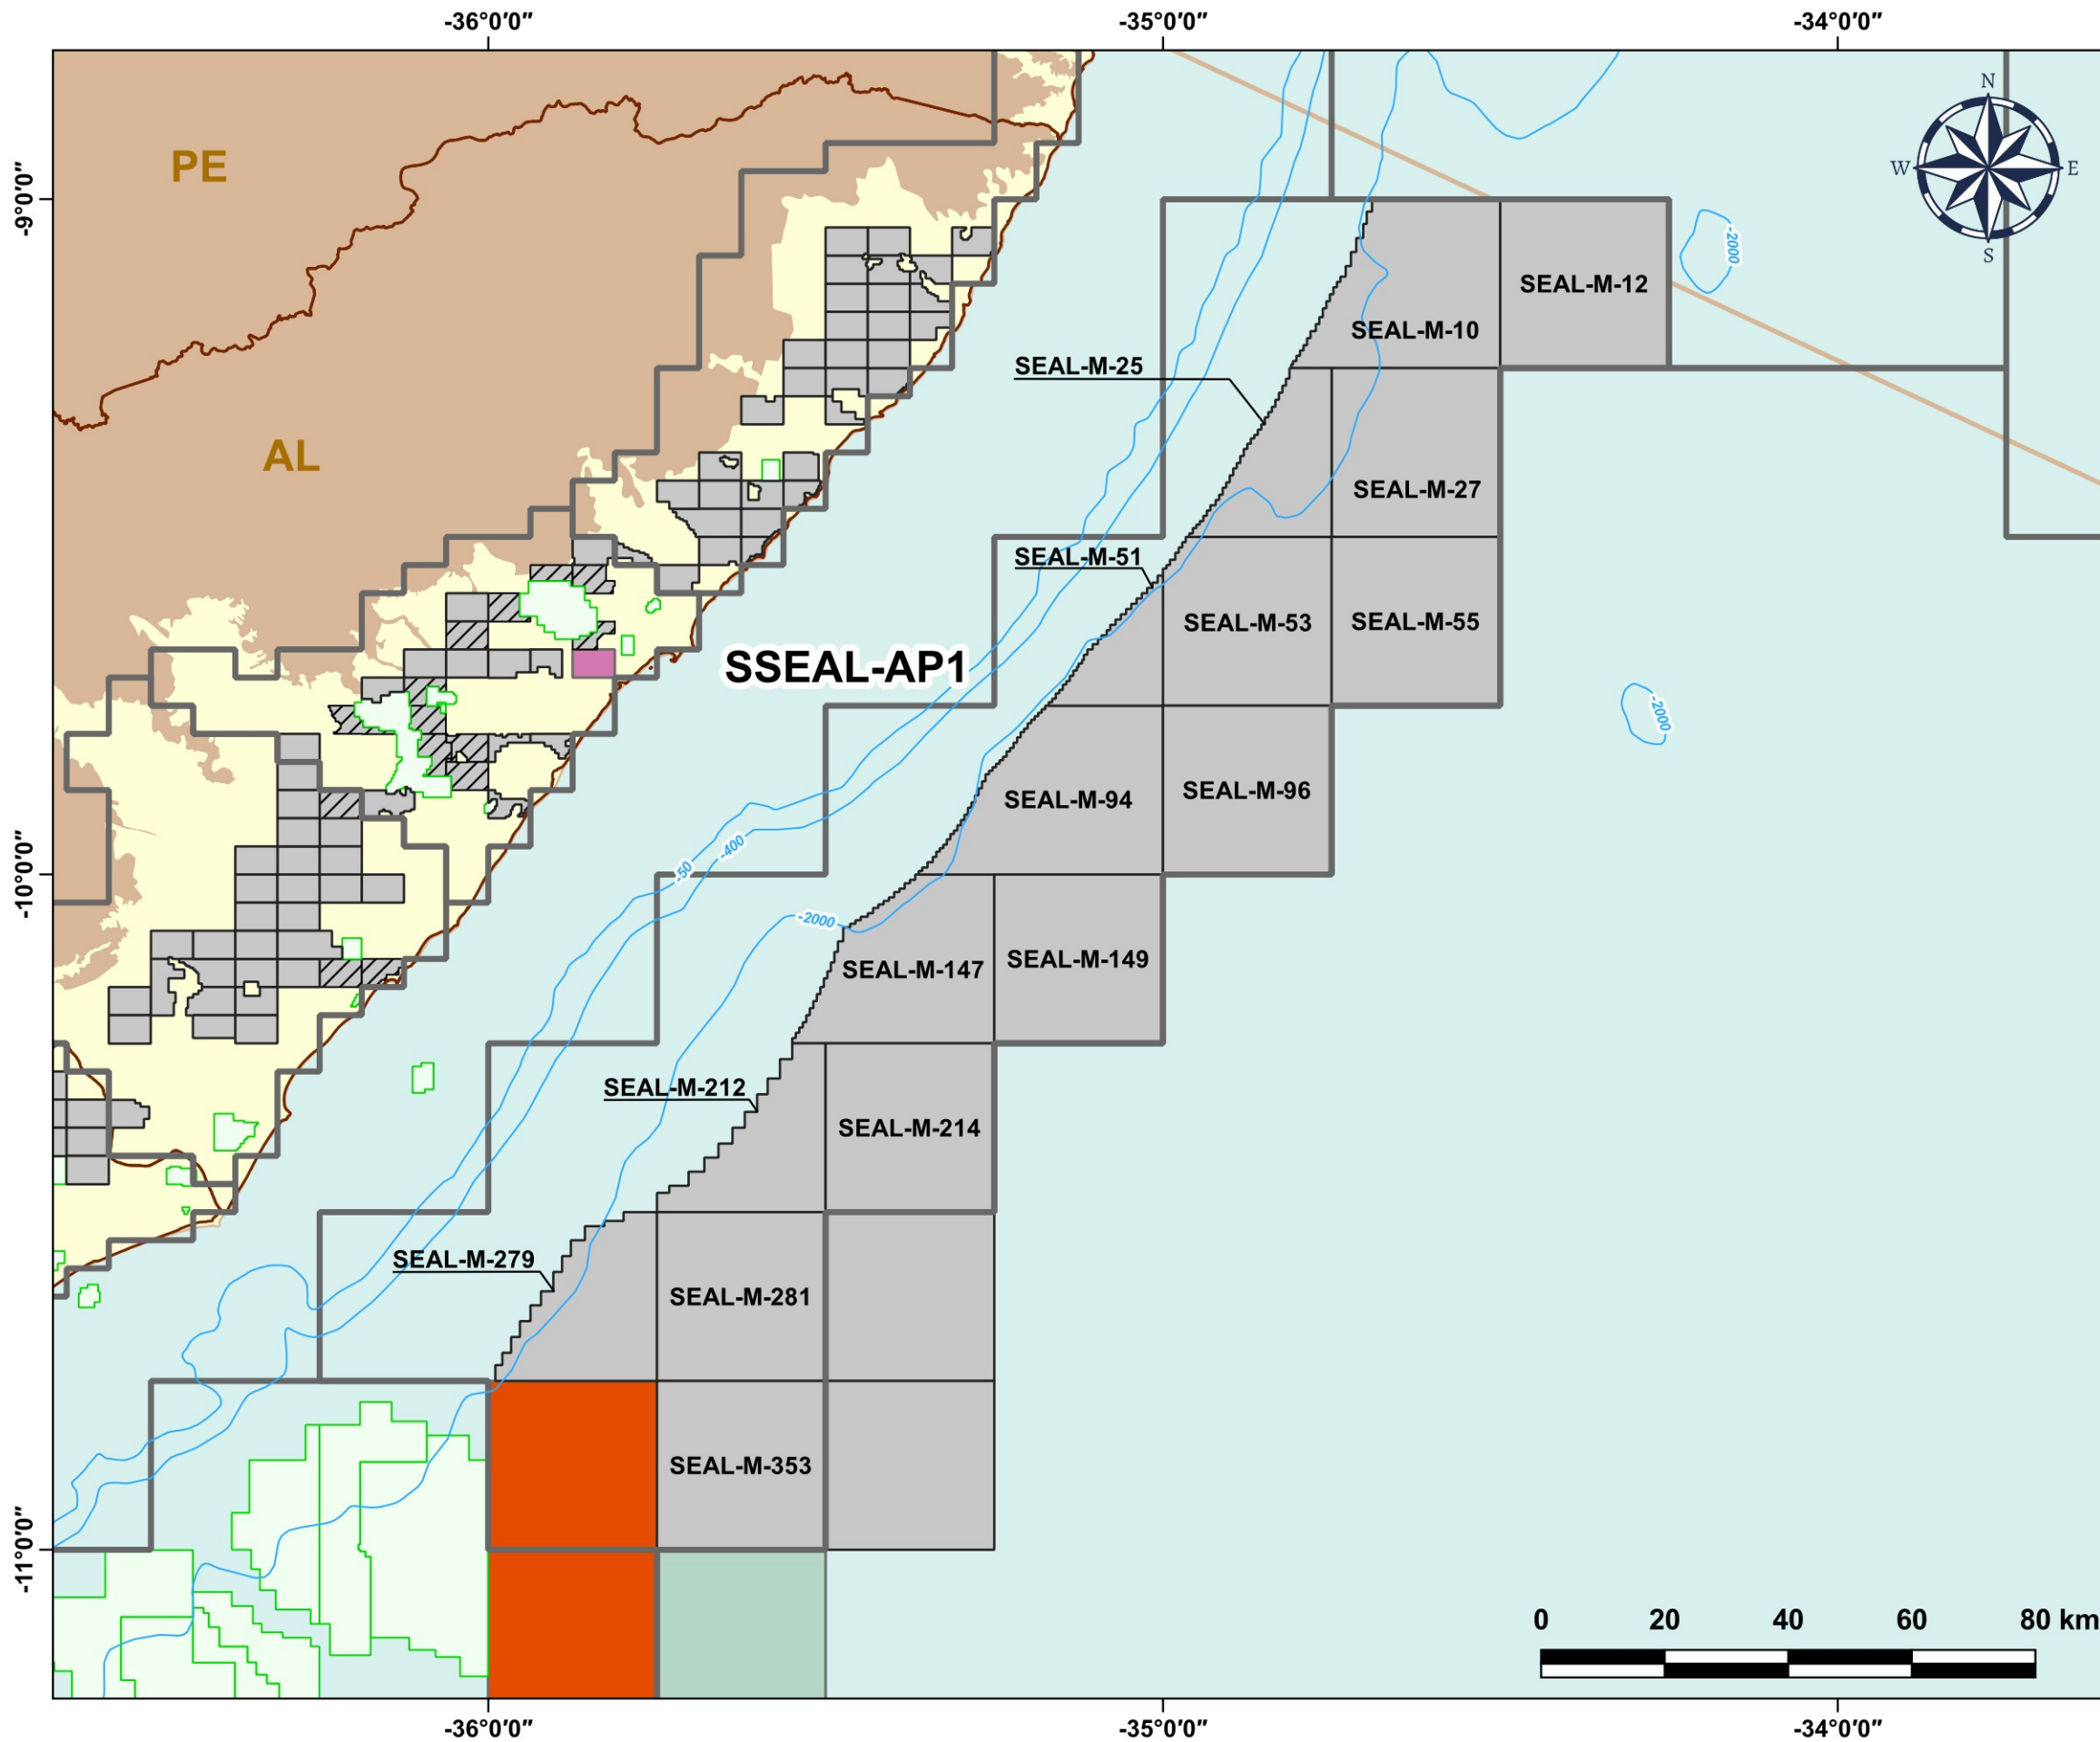 -36°0'0" -35°0'0" -34°0'0"
N
W E
S
-9°0'0"
PE
-2000
SEAL-M-12
SEAL-M-10
SEAL-M-25
AL
SEAL-M-27
SEAL-M-51
SEAL-M-53
SEAL-M-55
SSEAL-AP1
-2000
SEAL-M-94
SEAL-M-96
-400
-50
-10°0'0"
-2000
SEAL-M-147
SEAL-M-149
SEAL-M-212
SEAL-M-214
SEAL-M-279
SEAL-M-281
SEAL-M-353
-11°0'0"
0 20 40 60 80 km
-36°0'0" -35°0'0" -34°0'0"